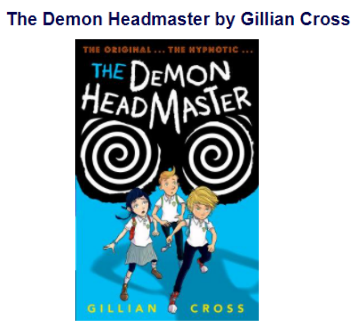 The Demon Headmaster by Gillian Cross
THE ORIGINAL ... THE HYPNOTIC ...
THE DEMON
HEADMASTER
GILLIAN CROSS